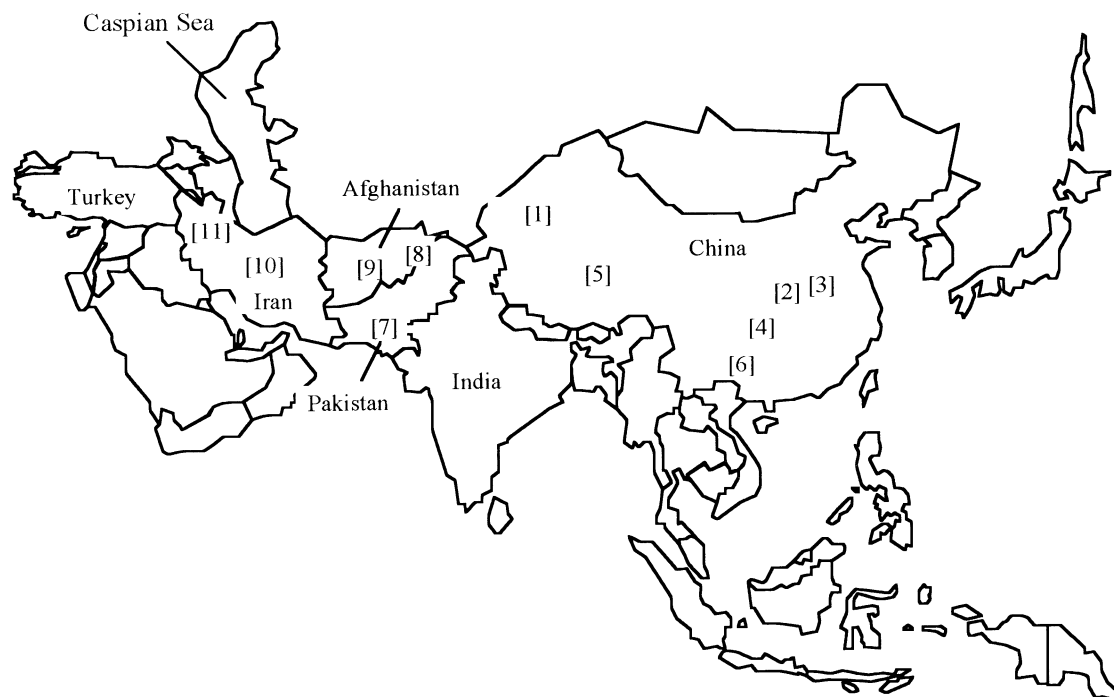 Caspian Sea
Turkey
Afghanistan
[1]
[11]
[8]
China
[10]
[9]
[5]
Iran
[2]
[3]
[7]
[4]
[6]
India
Pakistan